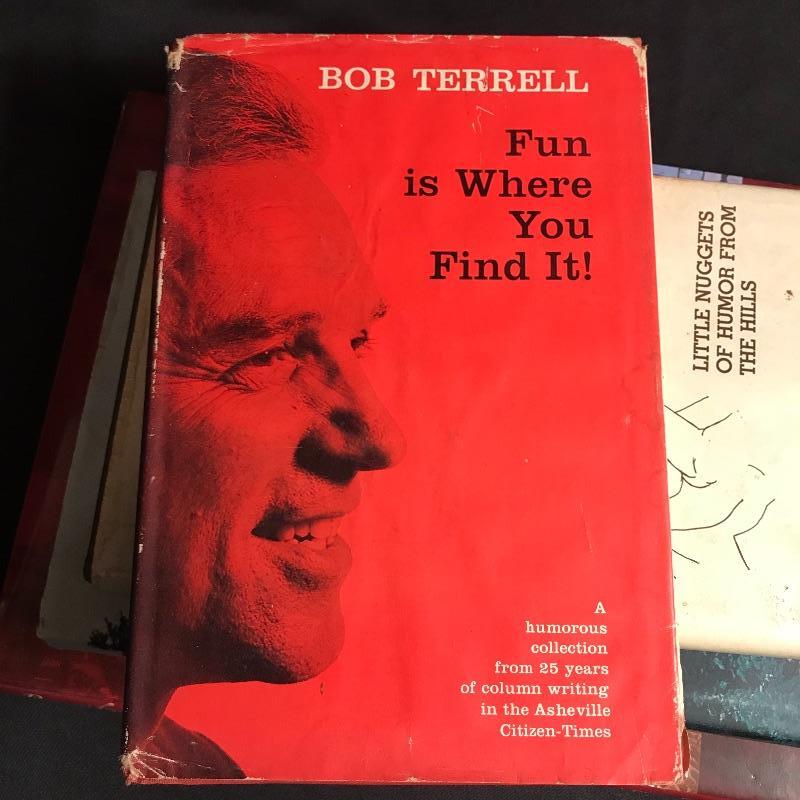 BOB TERRELL
Fun
is Where
You
Find It!
A
humorous
collection
from 25 years
of column writing
in the Asheville
Citizen-Times
LITTLE NUGGETS
OF HUMOR FROM
THE HILLS